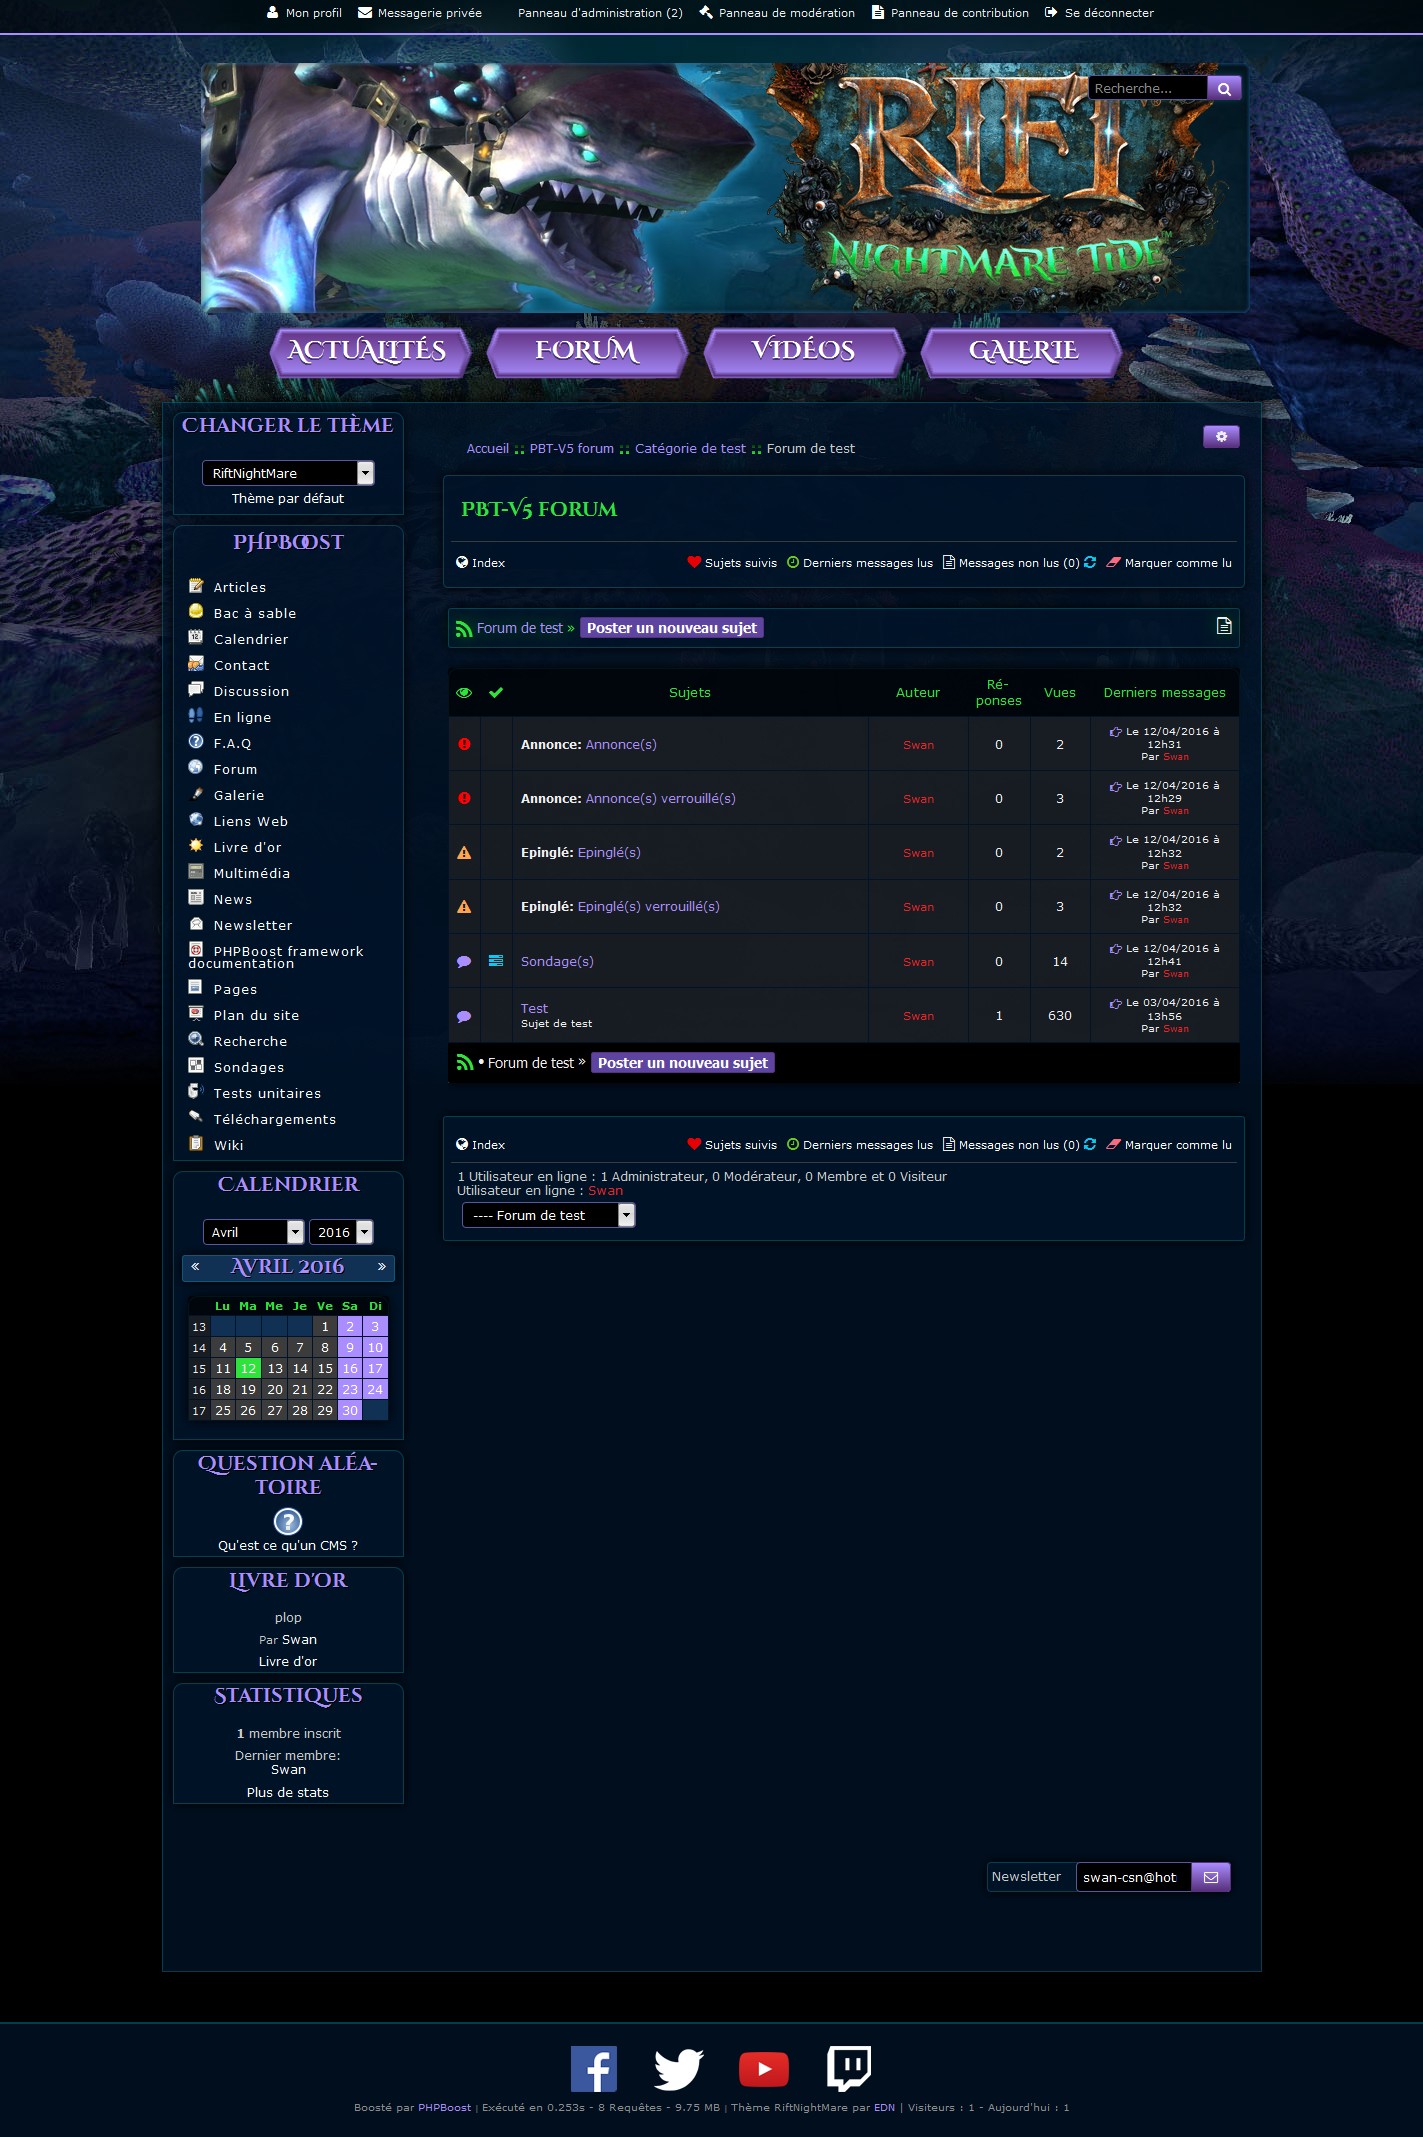 Mon profil Messagerie privée Panneau d'administration (2) Panneau de modération Panneau de contribution Se déconnecter
Recherche...
RIFT
NIGHTMARE TIDE™
ACTUALITÉS FORUM VIDÉOS GALERIE
CHANGER LE THÈME
RiftNightMare
Thème par défaut
PHPBOOST
Articles
Bac à sable
Calendrier
Contact
Discussion
En ligne
F.A.Q
Forum
Galerie
Liens Web
Livre d'or
Multimédia
News
Newsletter
PHPBoost framework
documentation
Pages
Plan du site
Recherche
Sondages
Tests unitaires
Téléchargements
Wiki
CALENDRIER
Avril 2016
« AVRIL 2016 »
Lu Ma Me Je Ve Sa Di
13 1 2 3
14 4 5 6 7 8 9 10
15 11 12 13 14 15 16 17
16 18 19 20 21 22 23 24
17 25 26 27 28 29 30
QUESTION ALÉA-
TOIRE
Qu'est ce qu'un CMS ?
LIVRE D'OR
plop
Par Swan
Livre d'or
STATISTIQUES
1 membre inscrit
Dernier membre:
Swan
Plus de stats
Accueil :: PBT-V5 forum :: Catégorie de test :: Forum de test
PBT-V5 FORUM
Index Sujets suivis Derniers messages lus Messages non lus (0) Marquer comme lu
Forum de test » Poster un nouveau sujet
Sujets Auteur Ré-
ponses Vues Derniers messages
Annonce: Annonce(s) Swan 0 2 Le 12/04/2016 à
12h31
Par Swan
Annonce: Annonce(s) verrouillé(s) Swan 0 3 Le 12/04/2016 à
12h29
Par Swan
Epinglé: Epinglé(s) Swan 0 2 Le 12/04/2016 à
12h32
Par Swan
Epinglé: Epinglé(s) verrouillé(s) Swan 0 3 Le 12/04/2016 à
12h32
Par Swan
Sondage(s) Swan 0 14 Le 12/04/2016 à
12h41
Par Swan
Test
Sujet de test Swan 1 630 Le 03/04/2016 à
13h56
Par Swan
• Forum de test » Poster un nouveau sujet
Index Sujets suivis Derniers messages lus Messages non lus (0) Marquer comme lu
1 Utilisateur en ligne : 1 Administrateur, 0 Modérateur, 0 Membre et 0 Visiteur
Utilisateur en ligne : Swan
---- Forum de test
Newsletter swan-csn@hot
Boosté par PHPBoost | Exécuté en 0.253s - 8 Requêtes - 9.75 MB | Thème RiftNightMare par EDN | Visiteurs : 1 - Aujourd'hui : 1